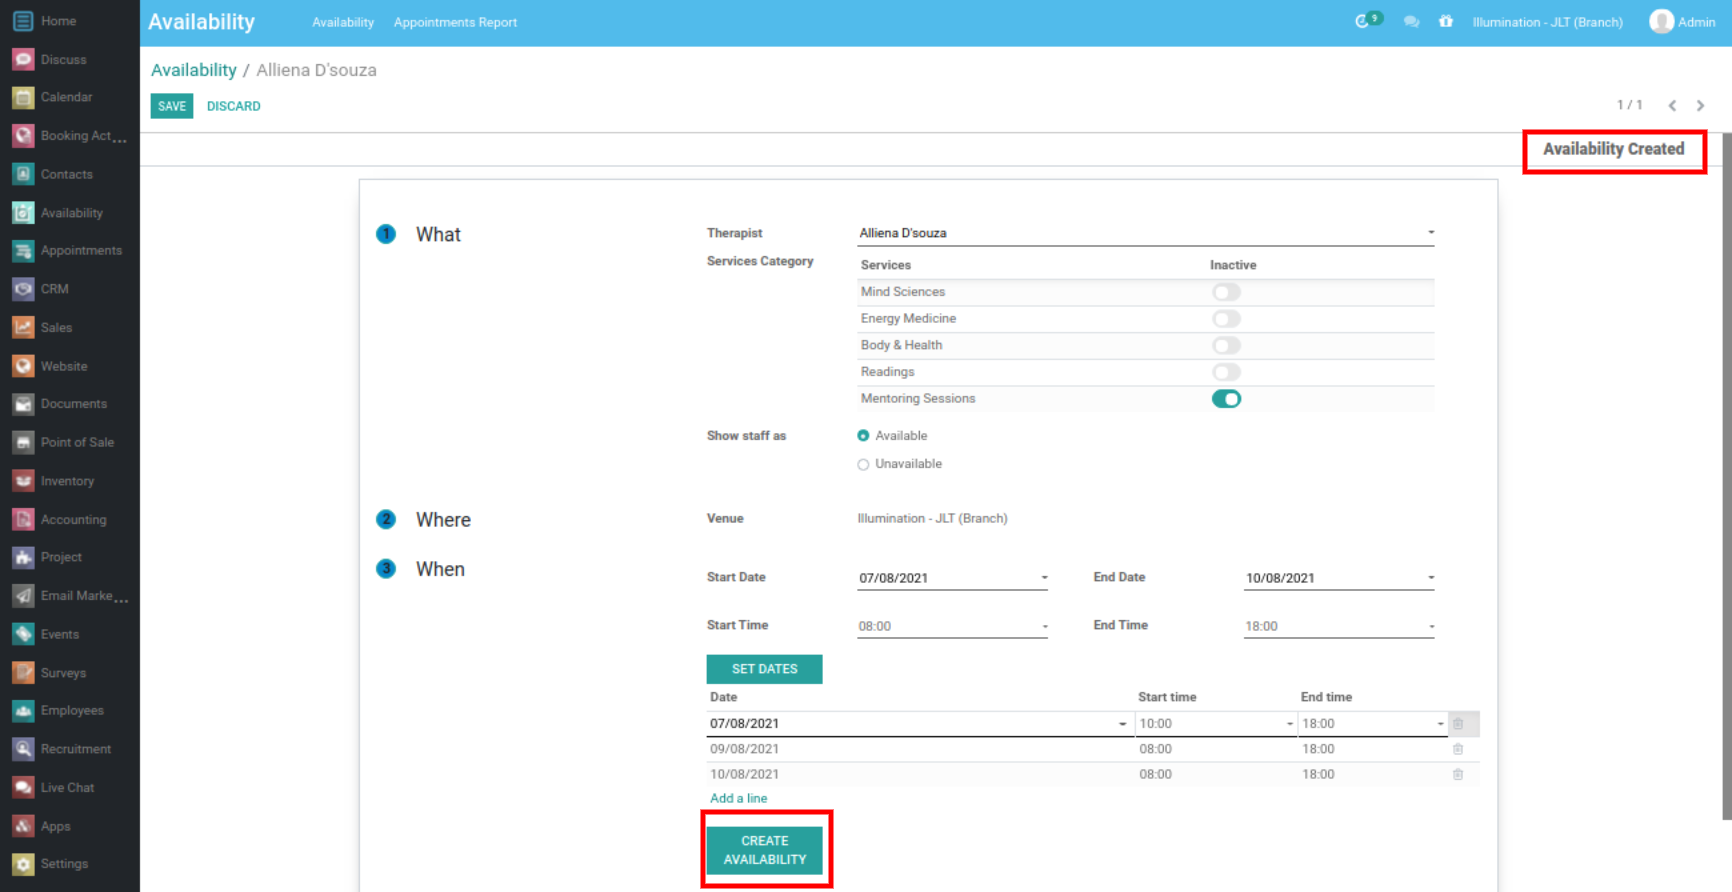 Home
Discuss
Calendar
Booking Act...
Contacts
Availability
Appointments
CRM
Sales
Website
Documents
Point of Sale
Inventory
Accounting
Project
Email Marke...
Events
Surveys
Employees
Recruitment
Live Chat
Apps
Settings
Availability Availability Appointments Report 9 Illumination - JLT (Branch) Admin
Availability / Alliena D'souza
SAVE DISCARD 1 / 1
Availability Created
1 What Therapist Alliena D'souza
Services Category Services Inactive
Mind Sciences
Energy Medicine
Body & Health
Readings
Mentoring Sessions
Show staff as Available
Unavailable
2 Where Venue Illumination - JLT (Branch)
3 When
Start Date 07/08/2021 End Date 10/08/2021
Start Time 08:00 End Time 18:00
SET DATES
Date Start time End time
07/08/2021 10:00 18:00
09/08/2021 08:00 18:00
10/08/2021 08:00 18:00
Add a line
CREATE
AVAILABILITY